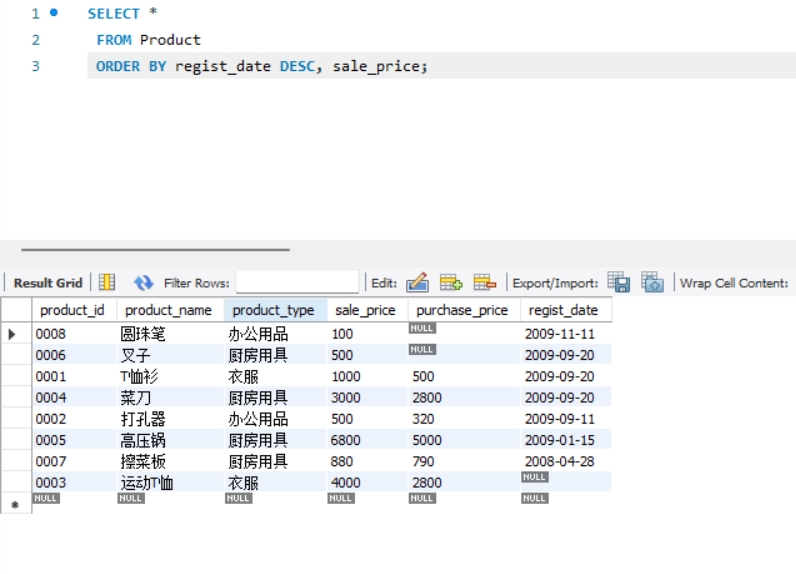 1 SELECT *
2 FROM Product
3 ORDER BY regist_date DESC, sale_price;
Result Grid Filter Rows: Edit: Export/Import: Wrap Cell Content:
product_id product_name product_type sale_price purchase_price regist_date
0008 圆珠笔 办公用品 100 NULL 2009-11-11
0006 叉子 厨房用具 500 NULL 2009-09-20
0001 T恤衫 衣服 1000 500 2009-09-20
0004 菜刀 厨房用具 3000 2800 2009-09-20
0002 打孔器 办公用品 500 320 2009-09-11
0005 高压锅 厨房用具 6800 5000 2009-01-15
0007 擦菜板 厨房用具 880 790 2008-04-28
0003 运动T恤 衣服 4000 2800 NULL
NULL NULL NULL NULL NULL NULL